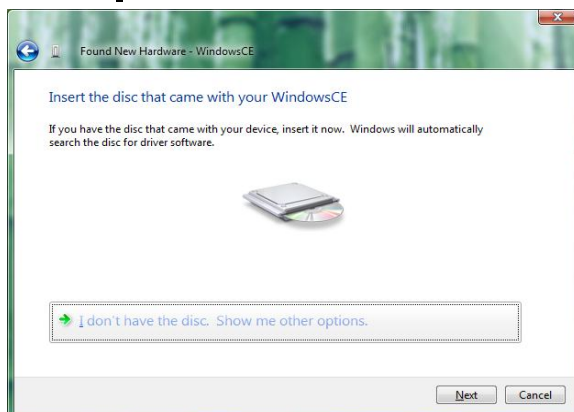 Found New Hardware - WindowsCE
Insert the disc that came with your WindowsCE
If you have the disc that came with your device, insert it now.  Windows will automatically
search the disc for driver software.
I don't have the disc.  Show me other options.
Next Cancel